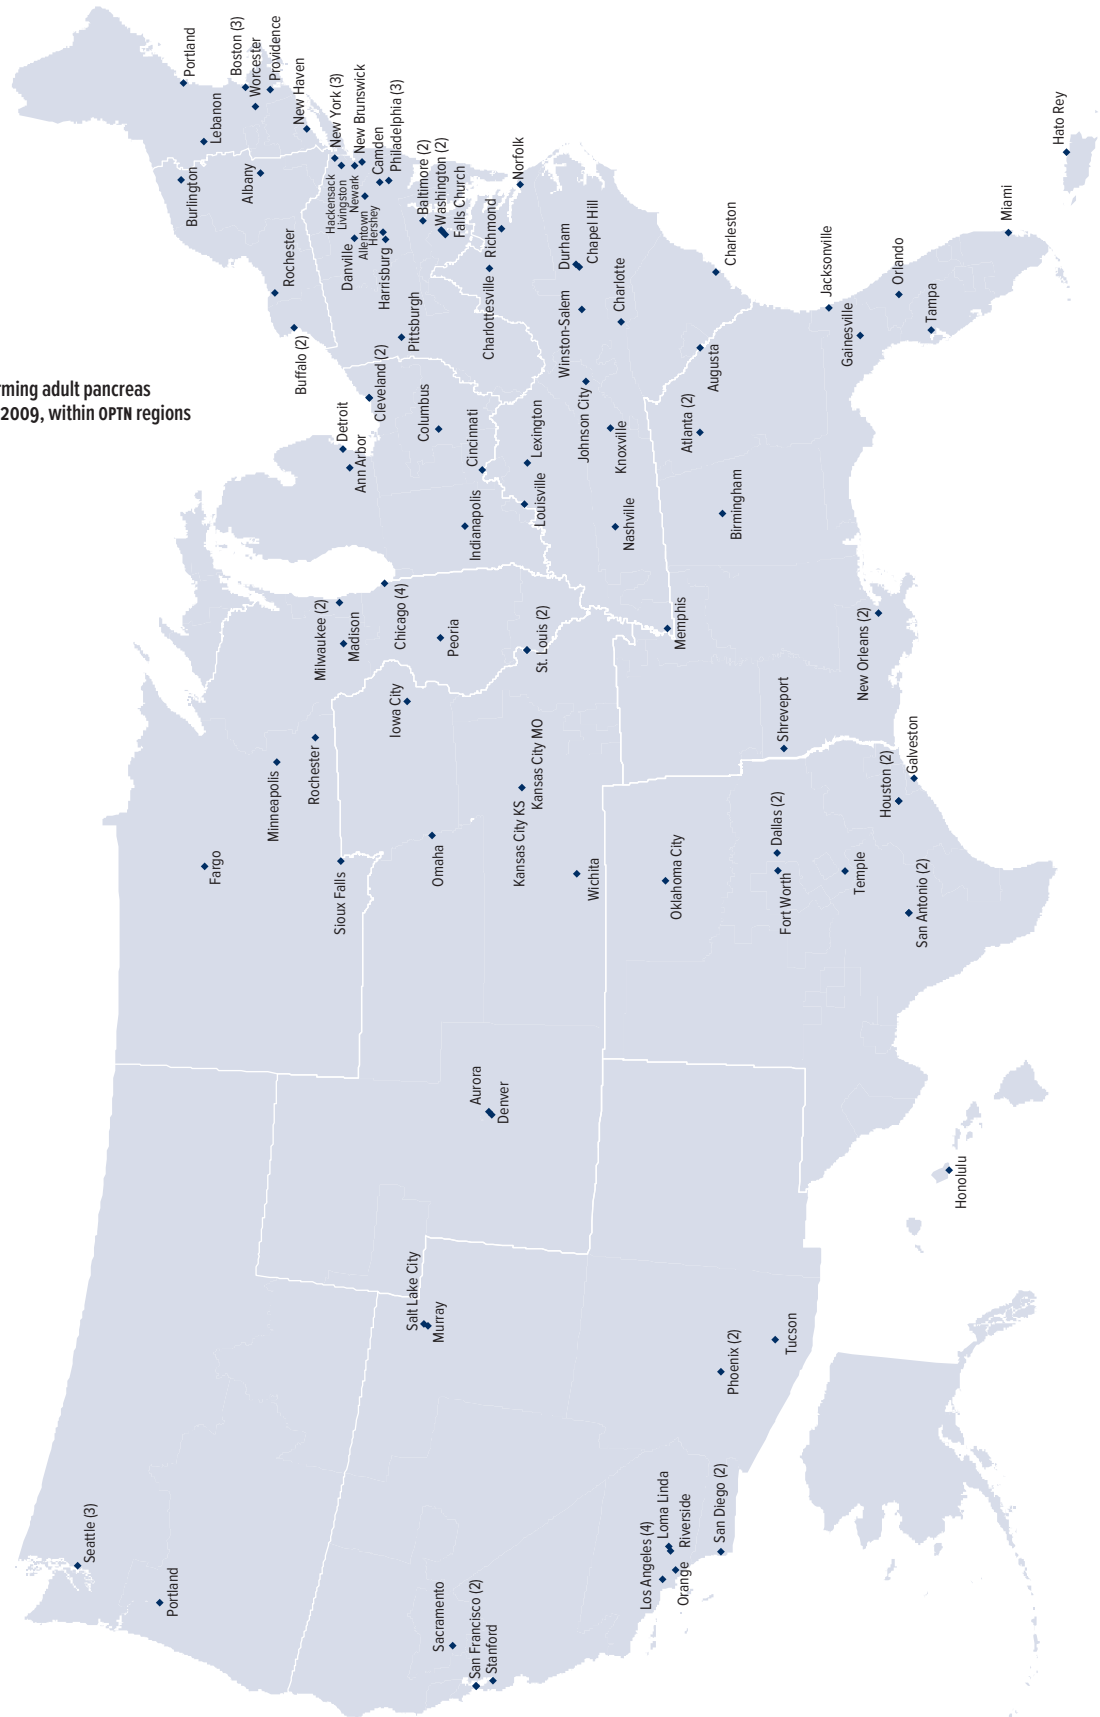 rming adult pancreas
2009, within OPTN regions
Seattle (3)
Portland
Sacramento
San Francisco (2)
Stanford
Los Angeles (4)
Loma Linda
Riverside
Orange
San Diego (2)
Salt Lake City
Murray
Phoenix (2)
Tucson
Honolulu
Aurora
Denver
Fargo
Minneapolis
Rochester
Sioux Falls
Omaha
Iowa City
Kansas City KS
Kansas City MO
Wichita
Oklahoma City
Dallas (2)
Fort Worth
Temple
San Antonio (2)
Houston (2)
Galveston
Shreveport
New Orleans (2)
Memphis
St. Louis (2)
Peoria
Chicago (4)
Milwaukee (2)
Madison
Detroit
Ann Arbor
Indianapolis
Cincinnati
Columbus
Cleveland (2)
Louisville
Lexington
Nashville
Knoxville
Johnson City
Birmingham
Atlanta (2)
Augusta
Buffalo (2)
Rochester
Albany
Burlington
Lebanon
Portland
Boston (3)
Worcester
Providence
New Haven
New York (3)
Hackensack
Livingston
Newark
New Brunswick
Allentown
Hershey
Danville
Harrisburg
Camden
Philadelphia (3)
Pittsburgh
Baltimore (2)
Washington (2)
Falls Church
Charlottesville
Richmond
Norfolk
Winston-Salem
Durham
Chapel Hill
Charlotte
Charleston
Jacksonville
Gainesville
Orlando
Tampa
Miami
Hato Rey